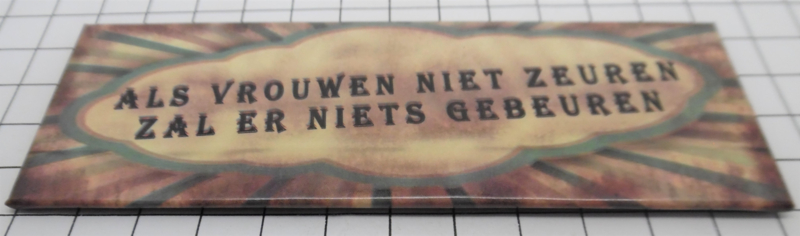 ALS VROUWEN NIET ZEUREN
ZAL ER NIETS GEBEUREN